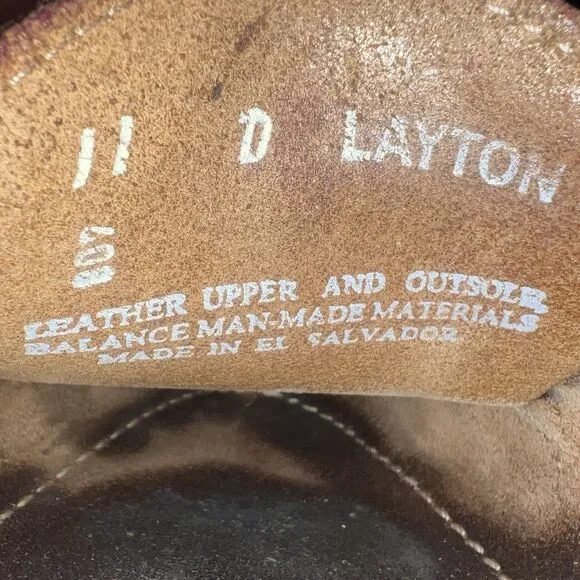 11 D LAYTON
LEATHER UPPER AND OUTSOLE
BALANCE MAN-MADE MATERIALS
MADE IN EL SALVADOR